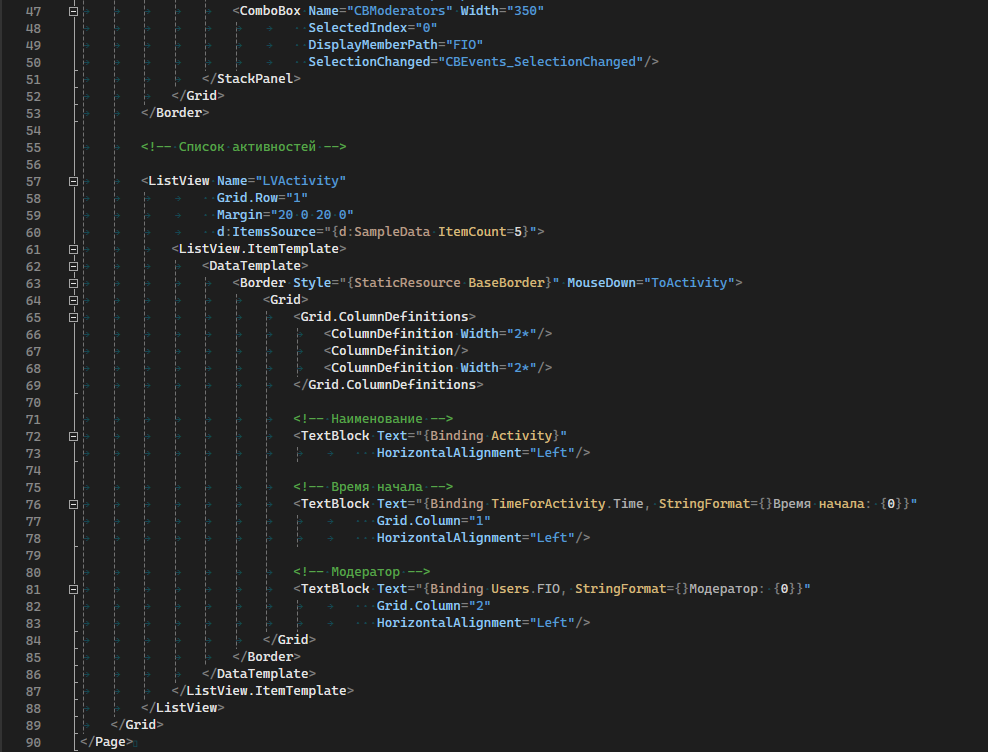 47 <ComboBox Name="CBModerators" Width="350"
48 SelectedIndex="0"
49 DisplayMemberPath="FIO"
50 SelectionChanged="CBEvents_SelectionChanged"/>
51 </StackPanel>
52 </Grid>
53 </Border>
54
55 <!-- Список активностей -->
56
57 <ListView Name="LVActivity"
58 Grid.Row="1"
59 Margin="20 0 20 0"
60 d:ItemsSource="{d:SampleData ItemCount=5}">
61 <ListView.ItemTemplate>
62 <DataTemplate>
63 <Border Style="{StaticResource BaseBorder}" MouseDown="ToActivity">
64 <Grid>
65 <Grid.ColumnDefinitions>
66 <ColumnDefinition Width="2*"/>
67 <ColumnDefinition/>
68 <ColumnDefinition Width="2*"/>
69 </Grid.ColumnDefinitions>
70
71 <!-- Наименование -->
72 <TextBlock Text="{Binding Activity}"
73 HorizontalAlignment="Left"/>
74
75 <!-- Время начала -->
76 <TextBlock Text="{Binding TimeForActivity.Time, StringFormat={}Время начала: {0}}"
77 Grid.Column="1"
78 HorizontalAlignment="Left"/>
79
80 <!-- Модератор -->
81 <TextBlock Text="{Binding Users.FIO, StringFormat={}Модератор: {0}}"
82 Grid.Column="2"
83 HorizontalAlignment="Left"/>
84 </Grid>
85 </Border>
86 </DataTemplate>
87 </ListView.ItemTemplate>
88 </ListView>
89 </Grid>
90 </Page>